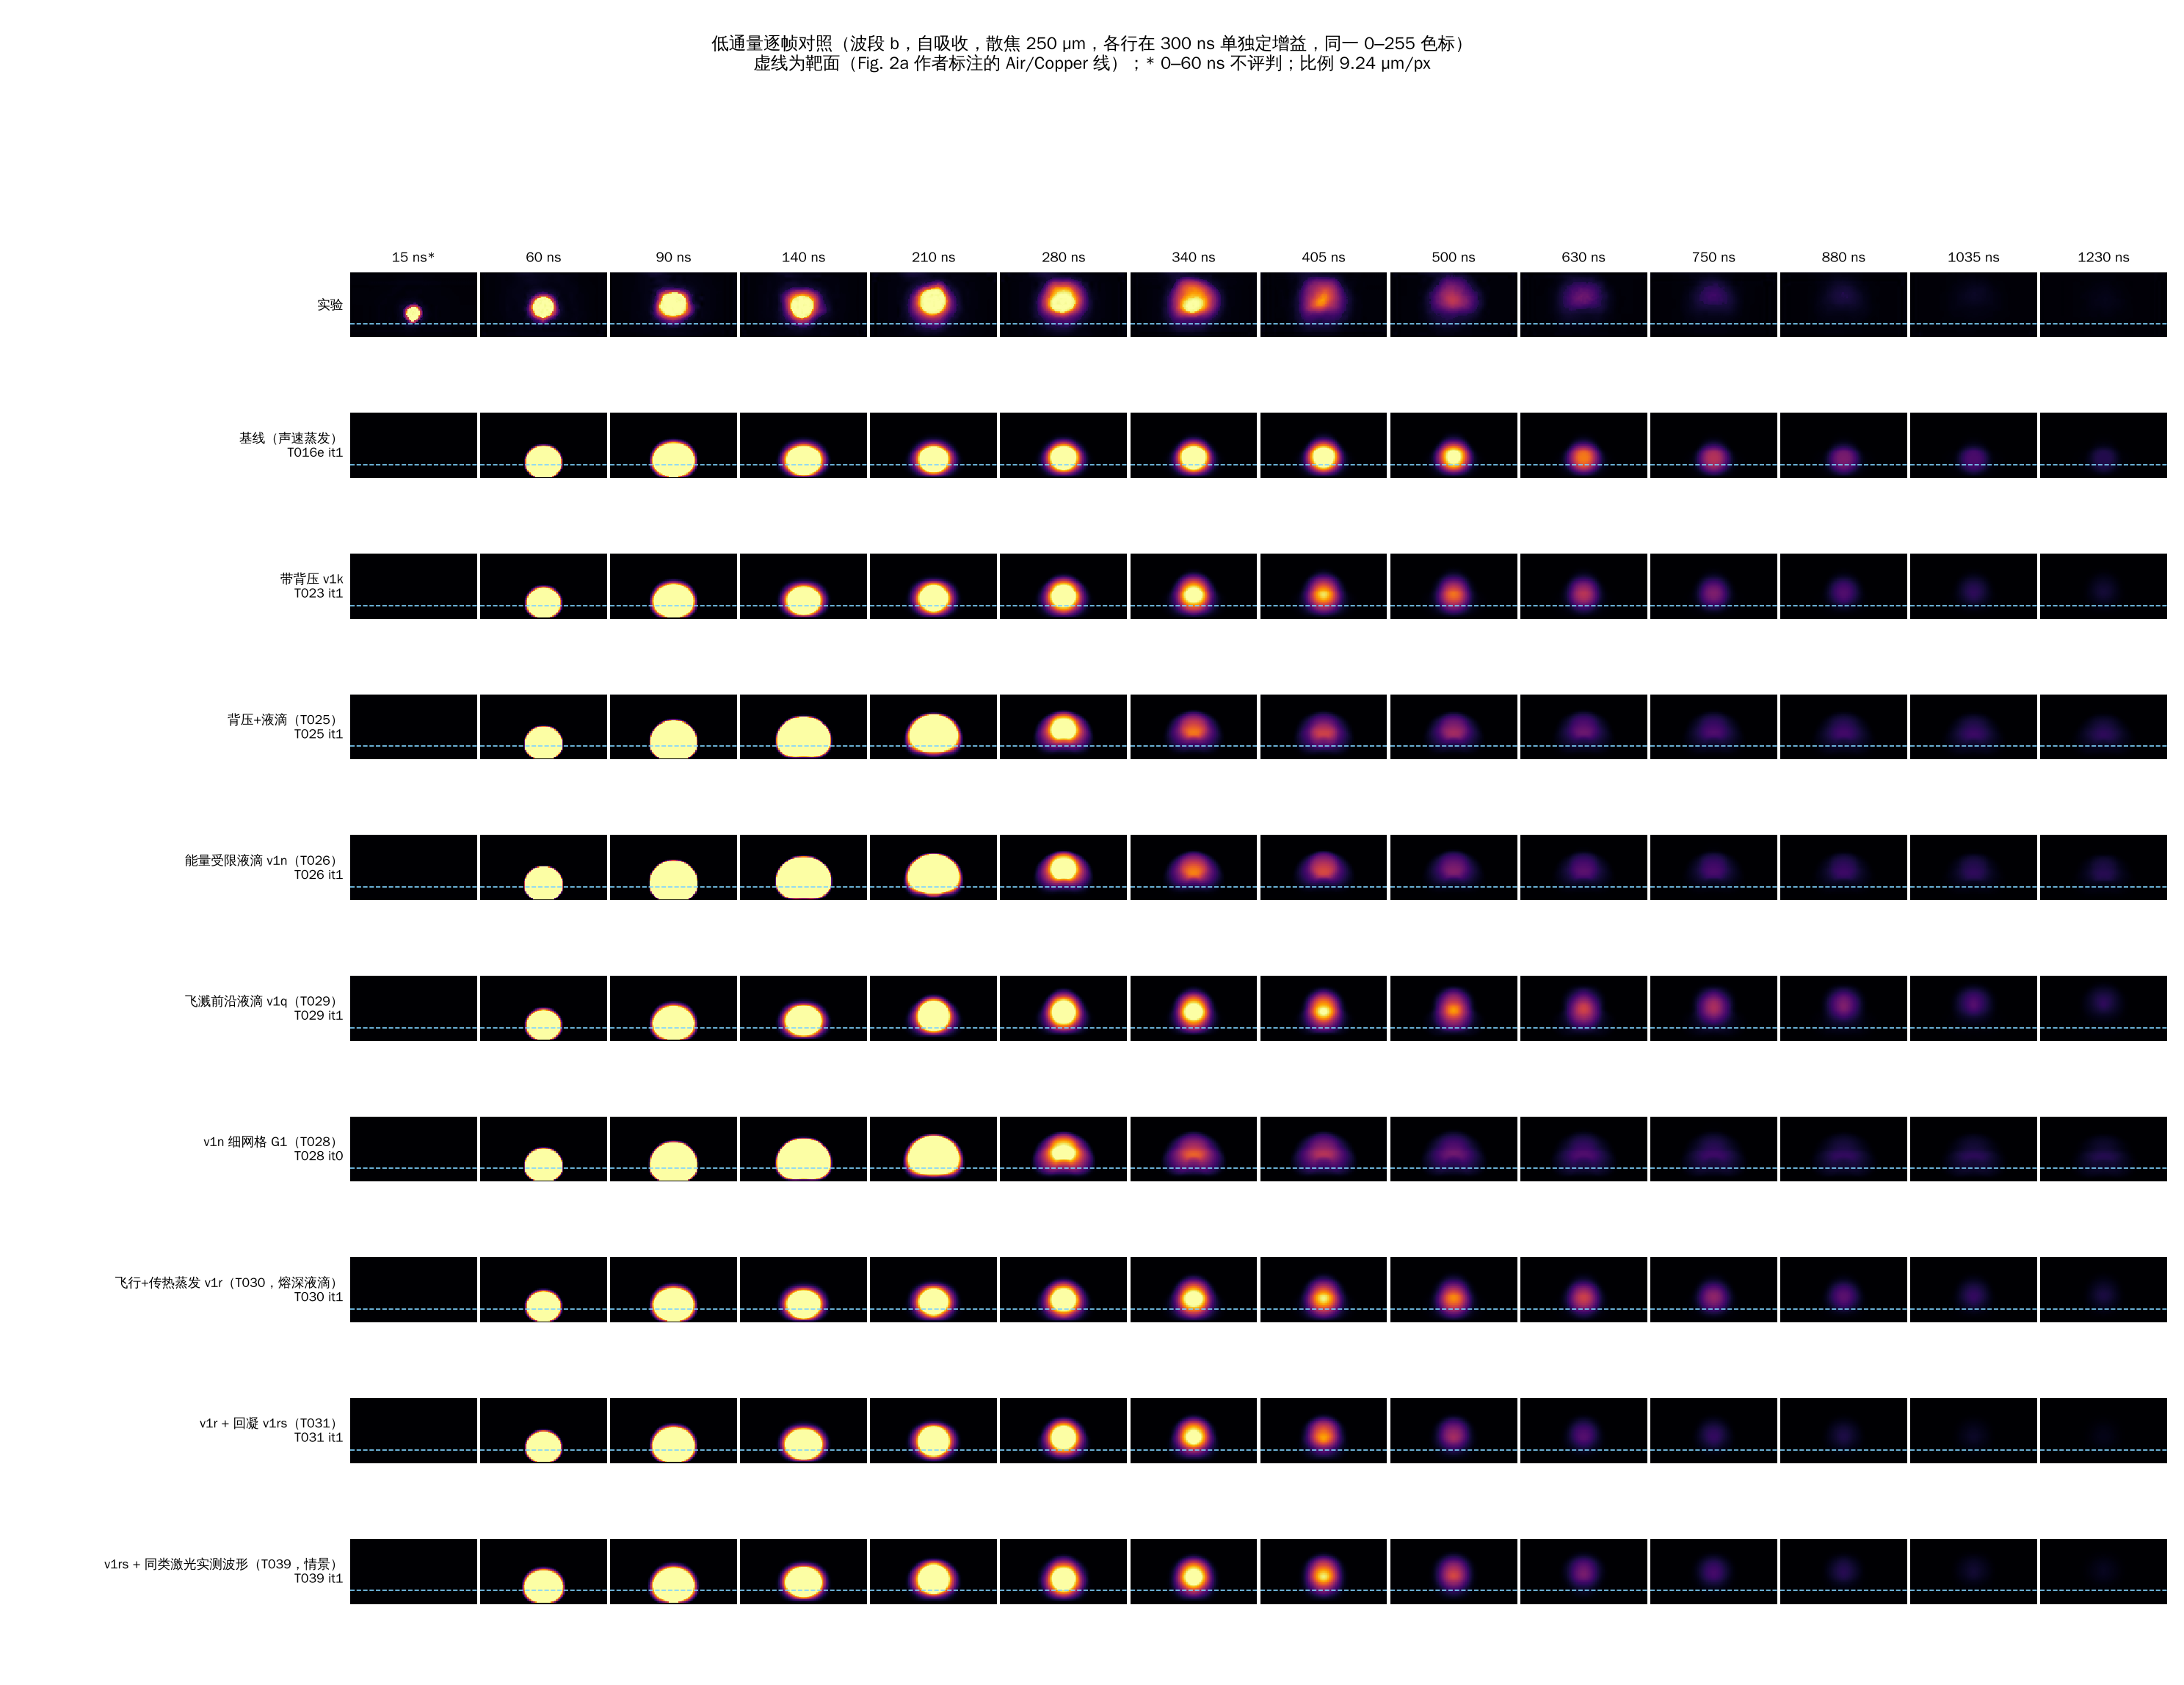 低通量逐帧对照（波段 b，自吸收，散焦 250 µm，各行在 300 ns 单独定增益，同一 0–255 色标）
虚线为靶面（Fig. 2a 作者标注的 Air/Copper 线）；* 0–60 ns 不评判；比例 9.24 µm/px
15 ns* 60 ns 90 ns 140 ns 210 ns 280 ns 340 ns 405 ns 500 ns 630 ns 750 ns 880 ns 1035 ns 1230 ns
实验
基线（声速蒸发）
T016e it1
带背压 v1k
T023 it1
背压+液滴（T025）
T025 it1
能量受限液滴 v1n（T026）
T026 it1
飞溅前沿液滴 v1q（T029）
T029 it1
v1n 细网格 G1（T028）
T028 it0
飞行+传热蒸发 v1r（T030，熔深液滴）
T030 it1
v1r + 回凝 v1rs（T031）
T031 it1
v1rs + 同类激光实测波形（T039，情景）
T039 it1